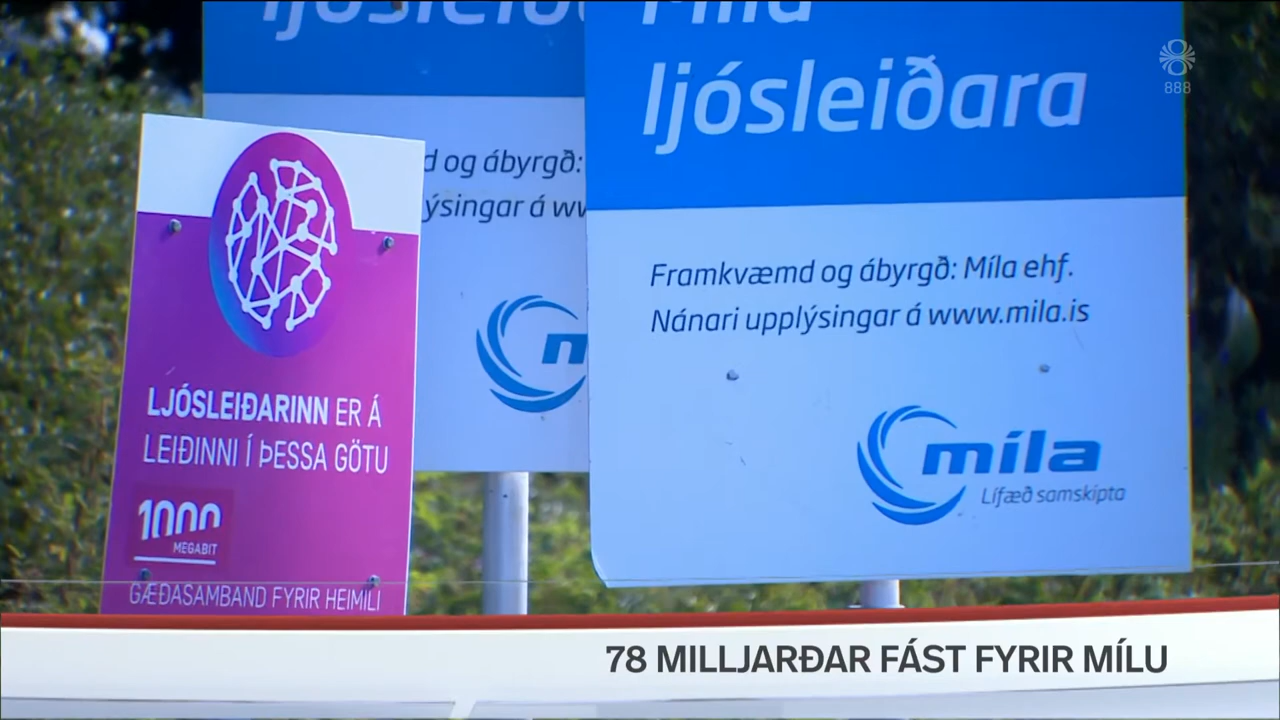 ljósleið
Míla
ljósleiðara
888
og ábyrgð:
á
Framkvæmd og ábyrgð: Míla ehf.
Nánari upplýsingar á www.mila.is
míla
Lífæð samskipta
LJÓSLEIÐARINN ER Á
LEIÐINNI Í ÞESSA GÖTU
1000
MEGABIT
GÆÐASAMBAND FYRIR HEIMILI
78 MILLJARÐAR FÁST FYRIR MÍLU